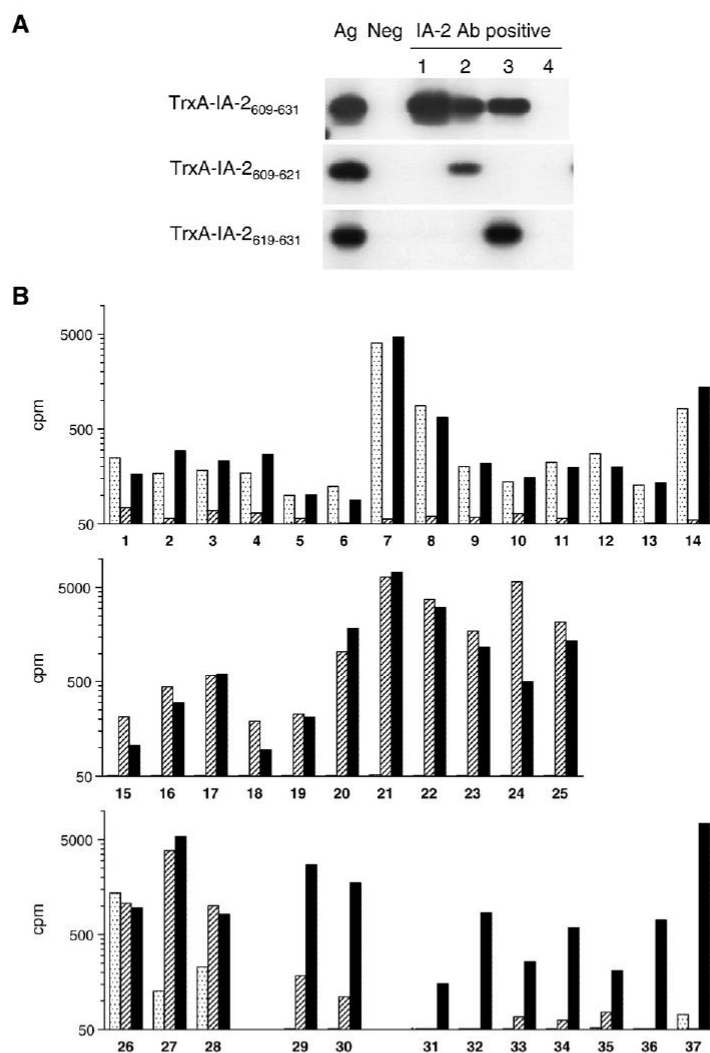 A
Ag Neg IA-2 Ab positive
1 2 3 4
TrxA-IA-2609-631
TrxA-IA-2609-621
TrxA-IA-2619-631
B
5000
cpm
500
50
1 2 3 4 5 6 7 8 9 10 11 12 13 14
5000
cpm
500
50
15 16 17 18 19 20 21 22 23 24 25
5000
cpm
500
50
26 27 28 29 30 31 32 33 34 35 36 37